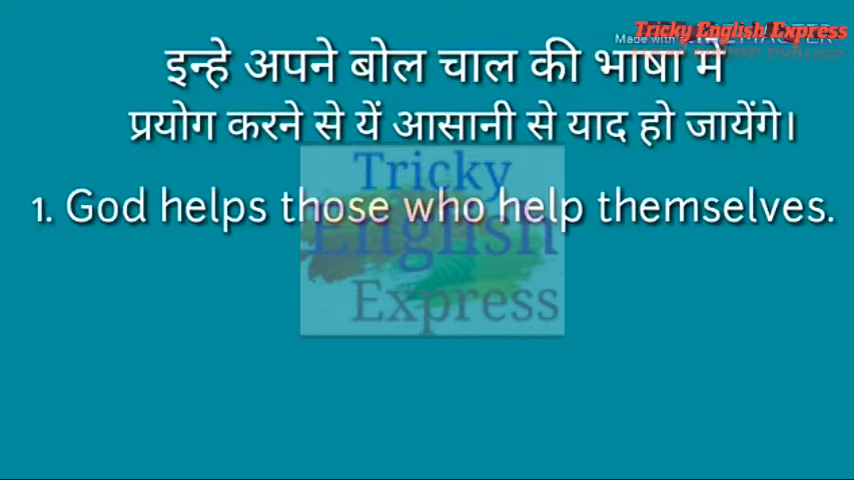 Tricky English Express
Made with
इन्हे अपने बोल चाल की भाषा में
प्रयोग करने से यें आसानी से याद हो जायेंगे।
1. God helps those who help themselves.
Tricky
English
Express